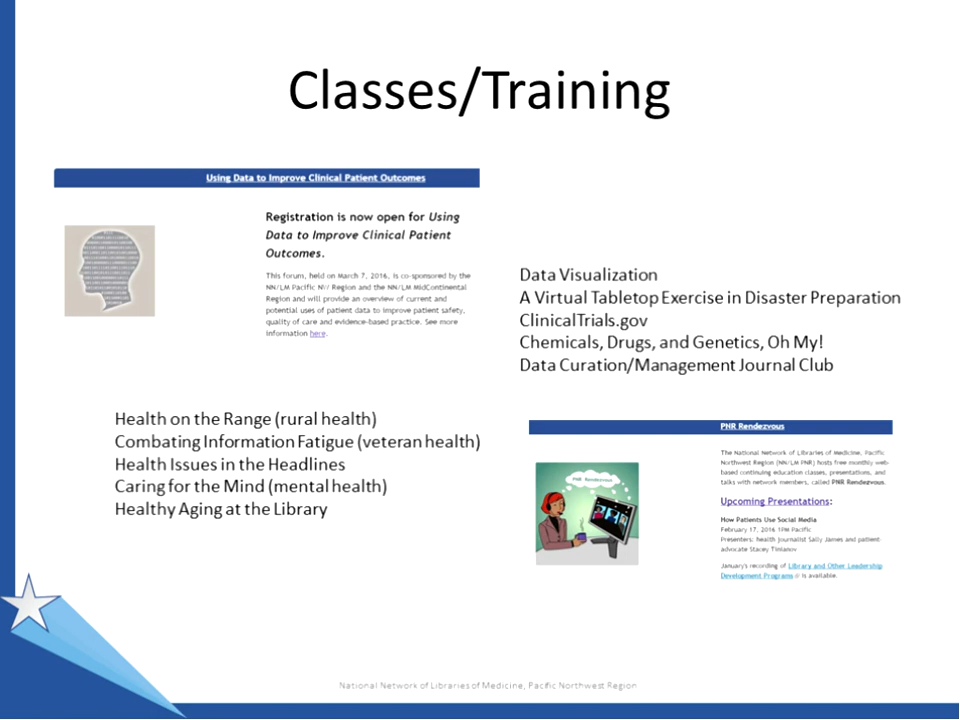 Classes/Training
Using Data to Improve Clinical Patient Outcomes
Registration is now open for Using
Data to Improve Clinical Patient
Outcomes.
This forum, held on March 7, 2016, is co-sponsored by the
NN/LM Pacific NW Region and the NN/LM MidContinental
Region and will provide an overview of current and
potential uses of patient data to improve patient safety,
quality of care and evidence-based practice. See more
information here.
Data Visualization
A Virtual Tabletop Exercise in Disaster Preparation
ClinicalTrials.gov
Chemicals, Drugs, and Genetics, Oh My!
Data Curation/Management Journal Club
Health on the Range (rural health)
Combating Information Fatigue (veteran health)
Health Issues in the Headlines
Caring for the Mind (mental health)
Healthy Aging at the Library
PNR Rendezvous
PNR Rendezvous
The National Network of Libraries of Medicine, Pacific
Northwest Region (NN/LM PNR) hosts free monthly web-
based continuing education classes, presentations, and
talks with network members, called PNR Rendezvous.
Upcoming Presentations:
How Patients Use Social Media
February 17, 2016 1PM Pacific
Presenters: health journalist Sally James and patient-
advocate Stacey Tinianov
January's recording of Library and Other Leadership
Development Programs is available.
National Network of Libraries of Medicine, Pacific Northwest Region